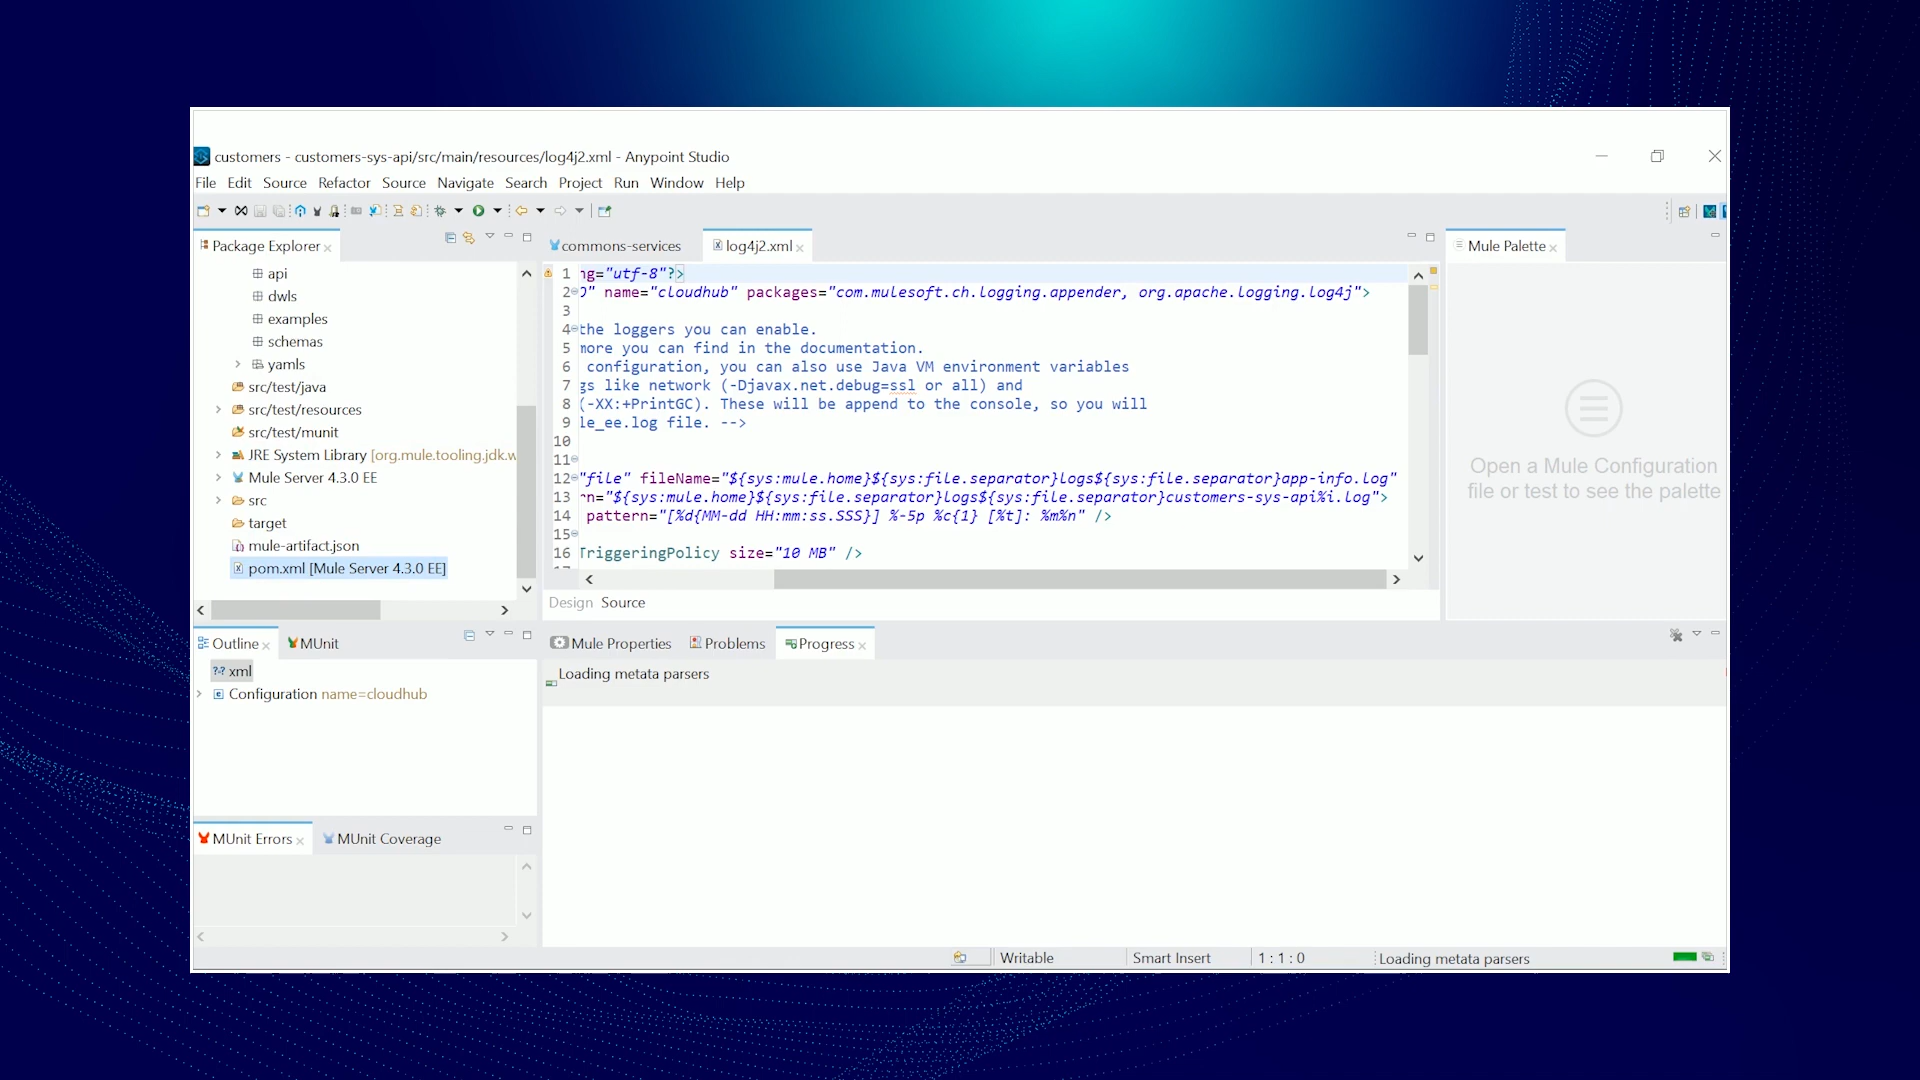 customers - customers-sys-api/src/main/resources/log4j2.xml - Anypoint Studio
File Edit Source Refactor Source Navigate Search Project Run Window Help
Package Explorer
api
dwls
examples
schemas
yamls
src/test/java
src/test/resources
src/test/munit
JRE System Library [org.mule.tooling.jdk.w
Mule Server 4.3.0 EE
src
target
mule-artifact.json
pom.xml [Mule Server 4.3.0 EE]
commons-services
log4j2.xml
1 ng="utf-8"?>
2 O" name="cloudhub" packages="com.mulesoft.ch.logging.appender, org.apache.logging.log4j">
3
4 the loggers you can enable.
5 more you can find in the documentation.
6 configuration, you can also use Java VM environment variables
7 gs like network (-Djavax.net.debug=ssl or all) and
8 (-XX:+PrintGC). These will be append to the console, so you will
9 le_ee.log file. -->
10
11
12 "file" fileName="${sys:mule.home}${sys:file.separator}logs${sys:file.separator}app-info.log"
13 rn="${sys:mule.home}${sys:file.separator}logs${sys:file.separator}customers-sys-api%i.log">
14 pattern="[%d{MM-dd HH:mm:ss.SSS}] %-5p %c{1} [%t]: %m%n" />
15
16 TriggeringPolicy size="10 MB" />
Design Source
Mule Palette
Open a Mule Configuration
file or test to see the palette
Outline
MUnit
xml
Configuration name=cloudhub
Mule Properties
Problems
Progress
Loading metata parsers
MUnit Errors
MUnit Coverage
Writable
Smart Insert
1 : 1 : 0
Loading metata parsers